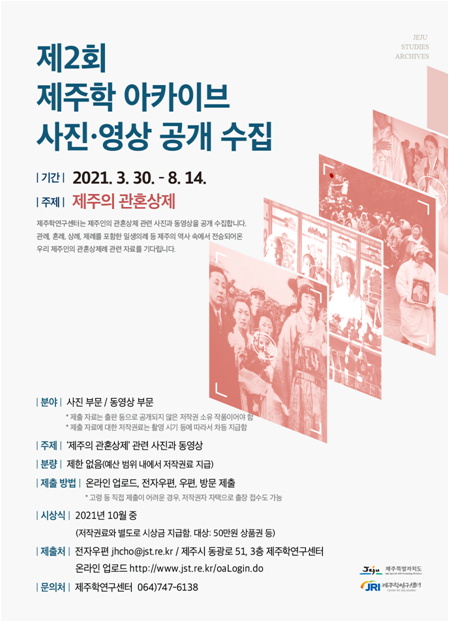 JEJU
STUDIES
ARCHIVES
제2회
제주학 아카이브
사진·영상 공개 수집
|기간| 2021. 3. 30. - 8. 14.
|주제| 제주의 관혼상제
제주학연구센터는 제주인의 관혼상제 관련 사진과 동영상을 공개 수집합니다.
관례, 혼례, 상례, 제례를 포함한 일생의례 등 제주의 역사 속에서 전승되어온
우리 제주인의 관혼상제례 관련 자료를 기다립니다.
|분야| 사진 부문 / 동영상 부문
* 제출 자료는 출판 등으로 공개되지 않은 저작권 소유 작품이어야 함
* 제출 자료에 대한 저작권료는 촬영 시기 등에 따라서 차등 지급함
|주제| '제주의 관혼상제' 관련 사진과 동영상
|분량| 제한 없음(예산 범위 내에서 저작권료 지급)
|제출 방법| 온라인 업로드, 전자우편, 우편, 방문 제출
* 고령 등 직접 제출이 어려운 경우, 저작권자 자택으로 출장 접수도 가능
|시상식| 2021년 10월 중
(저작권료와 별도로 시상금 지급함. 대상: 50만원 상품권 등)
|제출처| 전자우편 jhcho@jst.re.kr / 제주시 동광로 51, 3층 제주학연구센터
온라인 업로드 http://www.jst.re.kr/oaLogin.do
|문의처| 제주학연구센터 064)747-6138
Jeju 제주특별자치도
JRI 제주학연구센터